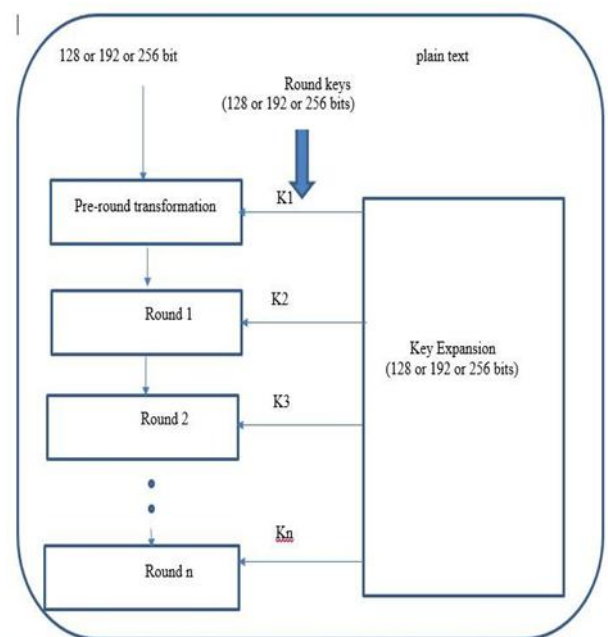 128 or 192 or 256 bit
plain text
Round keys
(128 or 192 or 256 bits)
K1
Pre-round transformation
K2
Round 1
Key Expansion
(128 or 192 or 256 bits)
K3
Round 2
Kn
Round n